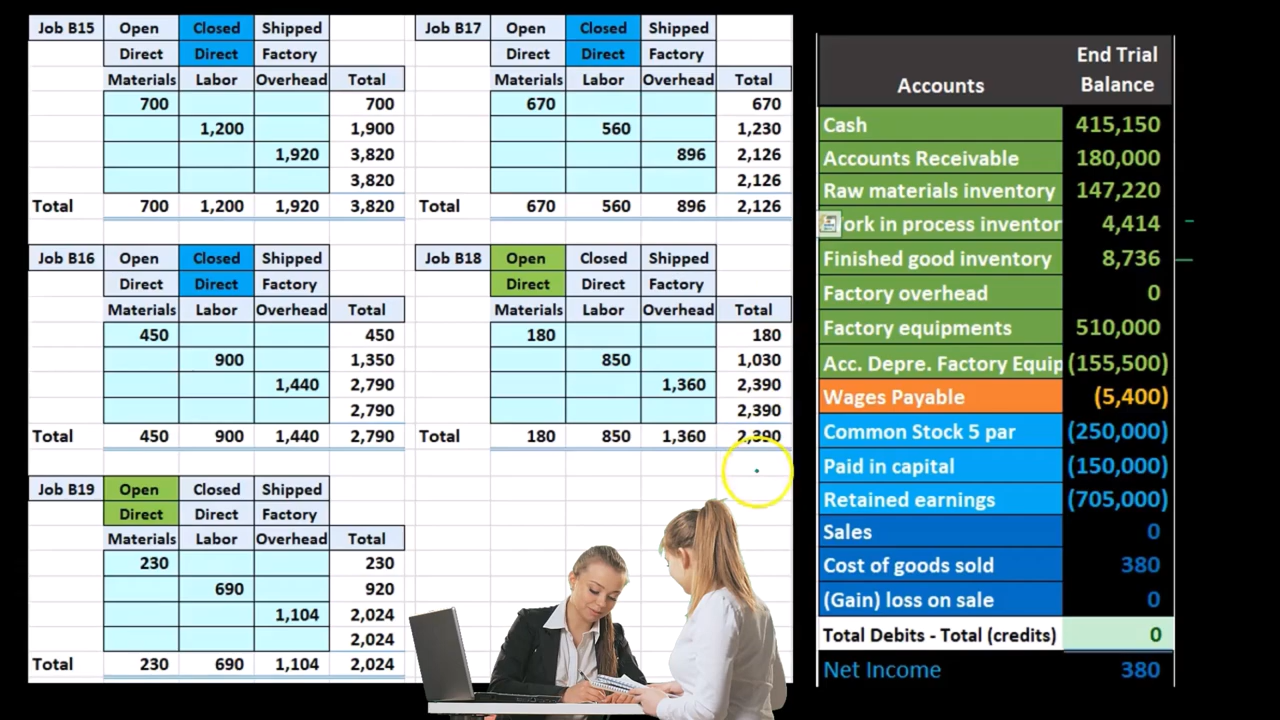 Job B15 Open Closed Shipped
Direct Direct Factory
Materials Labor Overhead Total
700 700
1,200 1,900
1,920 3,820
3,820
Total 700 1,200 1,920 3,820
Job B17 Open Closed Shipped
Direct Direct Factory
Materials Labor Overhead Total
670 670
560 1,230
896 2,126
2,126
Total 670 560 896 2,126
Job B16 Open Closed Shipped
Direct Direct Factory
Materials Labor Overhead Total
450 450
900 1,350
1,440 2,790
2,790
Total 450 900 1,440 2,790
Job B18 Open Closed Shipped
Direct Direct Factory
Materials Labor Overhead Total
180 180
850 1,030
1,360 2,390
2,390
Total 180 850 1,360 2,390
Job B19 Open Closed Shipped
Direct Direct Factory
Materials Labor Overhead Total
230 230
690 920
1,104 2,024
2,024
Total 230 690 1,104 2,024
End Trial
Accounts Balance
Cash 415,150
Accounts Receivable 180,000
Raw materials inventory 147,220
ork in process inventor 4,414
Finished good inventory 8,736
Factory overhead 0
Factory equipments 510,000
Acc. Depre. Factory Equip (155,500)
Wages Payable (5,400)
Common Stock 5 par (250,000)
Paid in capital (150,000)
Retained earnings (705,000)
Sales 0
Cost of goods sold 380
(Gain) loss on sale 0
Total Debits - Total (credits) 0
Net Income 380